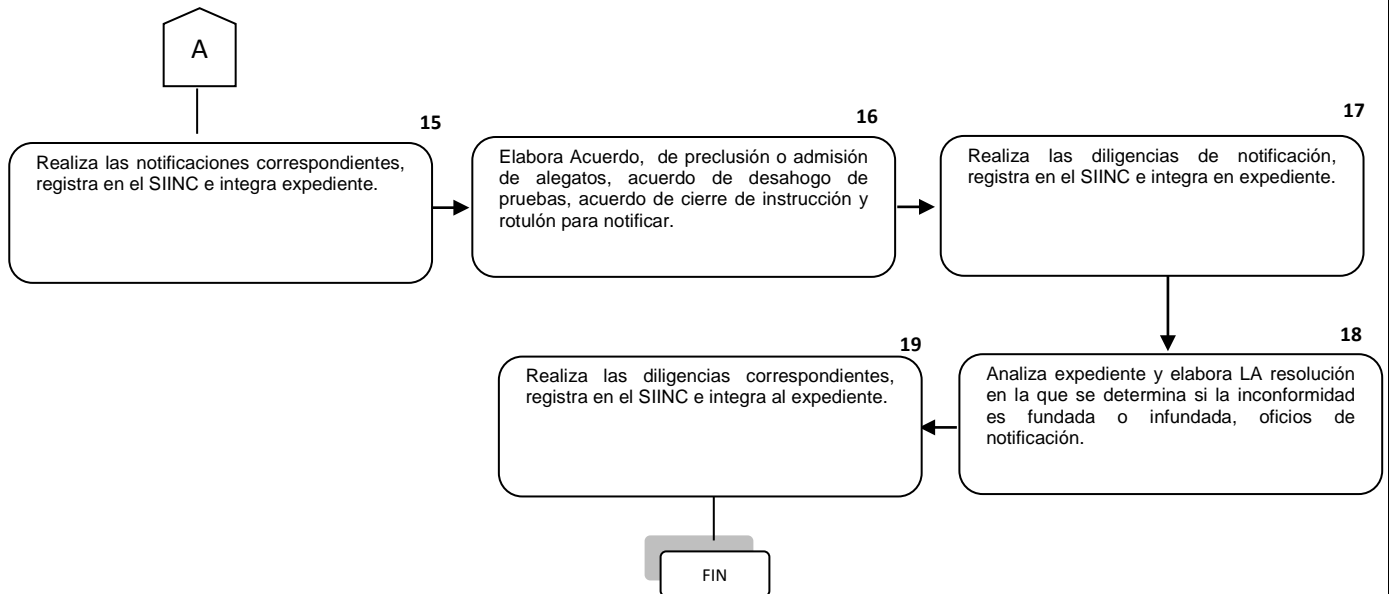 A
15
Realiza las notificaciones correspondientes,
registra en el SIINC e integra expediente.
16
Elabora Acuerdo, de preclusión o admisión
de alegatos, acuerdo de desahogo de
pruebas, acuerdo de cierre de instrucción y
rotulón para notificar.
17
Realiza las diligencias de notificación,
registra en el SIINC e integra en expediente.
18
Analiza expediente y elabora LA resolución
en la que se determina si la inconformidad
es fundada o infundada, oficios de
notificación.
19
Realiza las diligencias correspondientes,
registra en el SIINC e integra al expediente.
FIN